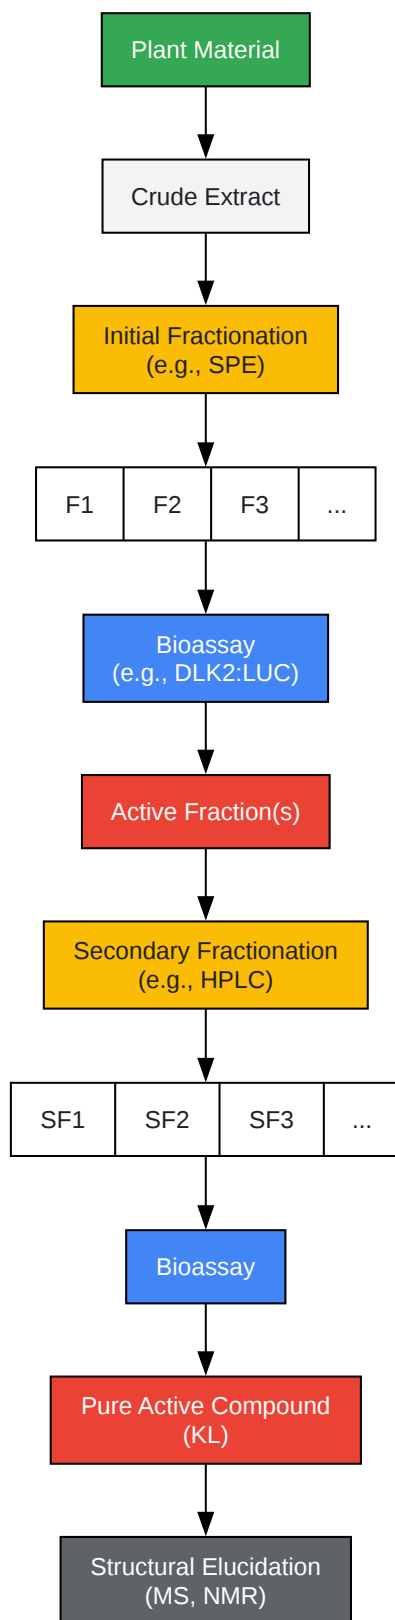 Plant Material
Crude Extract
Initial Fractionation
(e.g., SPE)
F1 F2 F3 ...
Bioassay
(e.g., DLK2:LUC)
Active Fraction(s)
Secondary Fractionation
(e.g., HPLC)
SF1 SF2 SF3 ...
Bioassay
Pure Active Compound
(KL)
Structural Elucidation
(MS, NMR)